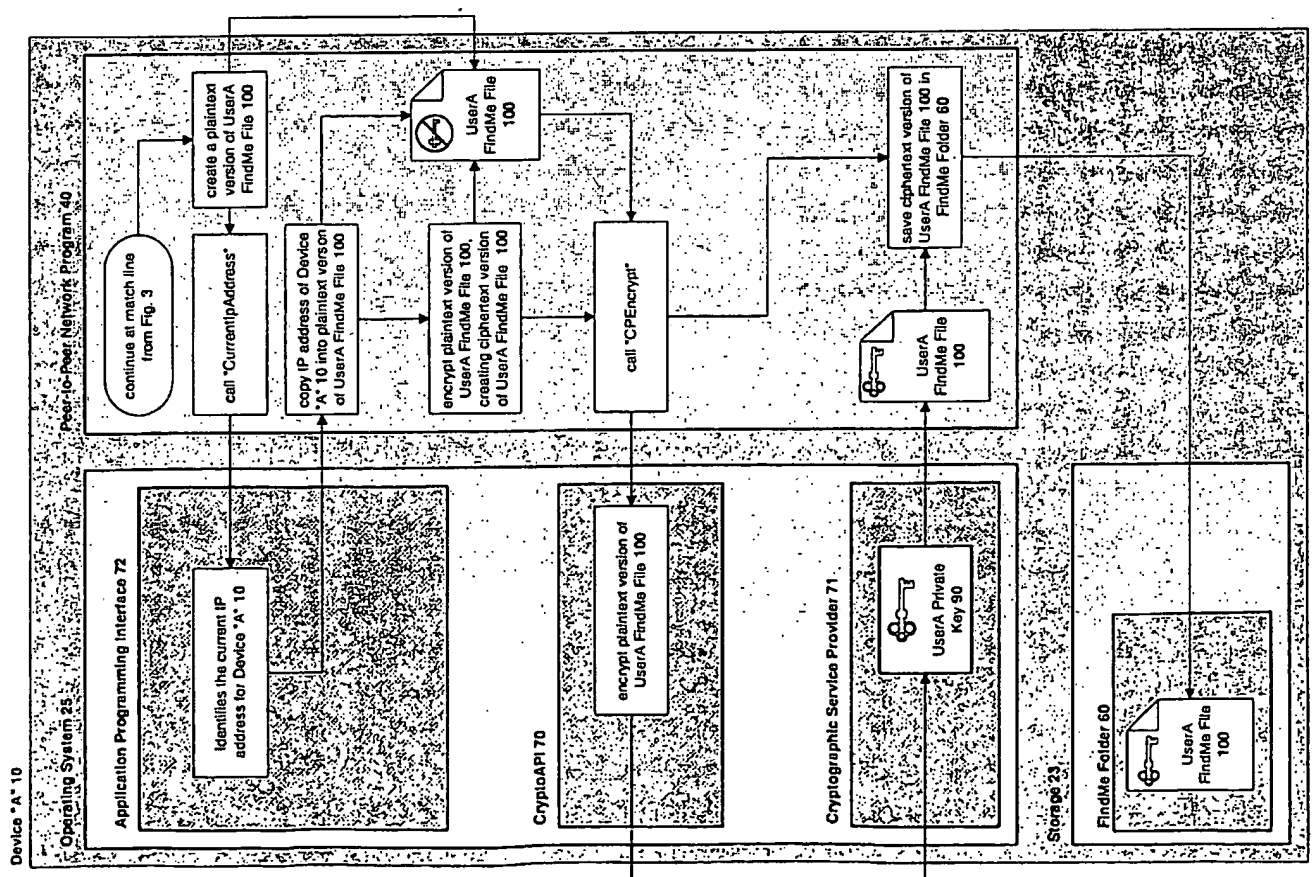 Device "A" 10
Operating System 25
Peer-to-Peer Network Program 40
continue at match line
from Fig. 3
create a plaintext
version of UserA
FindMe File 100
call "CurrentIpAddress"
Application Programming Interface 72
Identifies the current IP
address for Device "A" 10
copy IP address of Device
"A" 10 into plaintext version
of UserA FindMe File 100
UserA
FindMe File
100
encrypt plaintext version of
UserA FindMe File 100,
creating ciphertext version
of UserA FindMe File 100
call "CPEncrypt"
CryptoAPI 70
encrypt plaintext version of
UserA FindMe File 100
Cryptographic Service Provider 71
UserA Private
Key 90
UserA
FindMe File
100
save ciphertext version of
UserA FindMe File 100 in
FindMe Folder 60
Storage 23
FindMe Folder 60
UserA
FindMe File
100